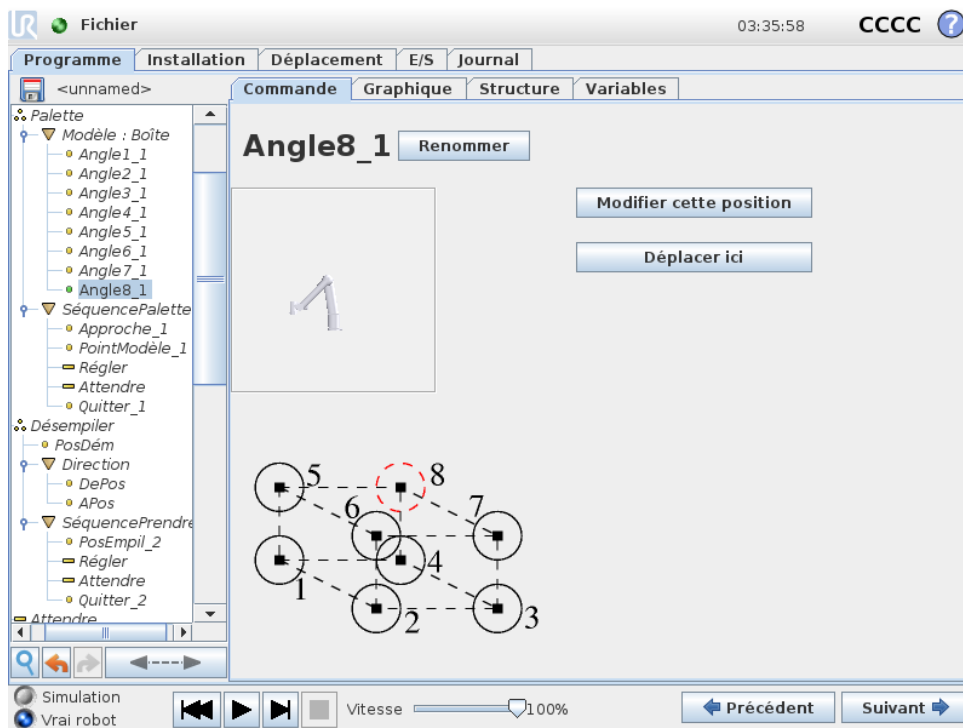 UR Fichier 03:35:58 CCCC ?
Programme Installation Déplacement E/S Journal
<unnamed> Commande Graphique Structure Variables
Palette
Modèle : Boîte
Angle1_1
Angle2_1
Angle3_1
Angle4_1
Angle5_1
Angle6_1
Angle7_1
Angle8_1
SéquencePalette
Approche_1
PointModèle_1
Régler
Attendre
Quitter_1
Désempiler
PosDém
Direction
DePos
APos
SéquencePrendre
PosEmpil_2
Régler
Attendre
Quitter_2
Attendre
Angle8_1 Renommer
Modifier cette position
Déplacer ici
5 8
6 7
1 4
2 3
Simulation
Vrai robot
Vitesse 100%
Précédent Suivant